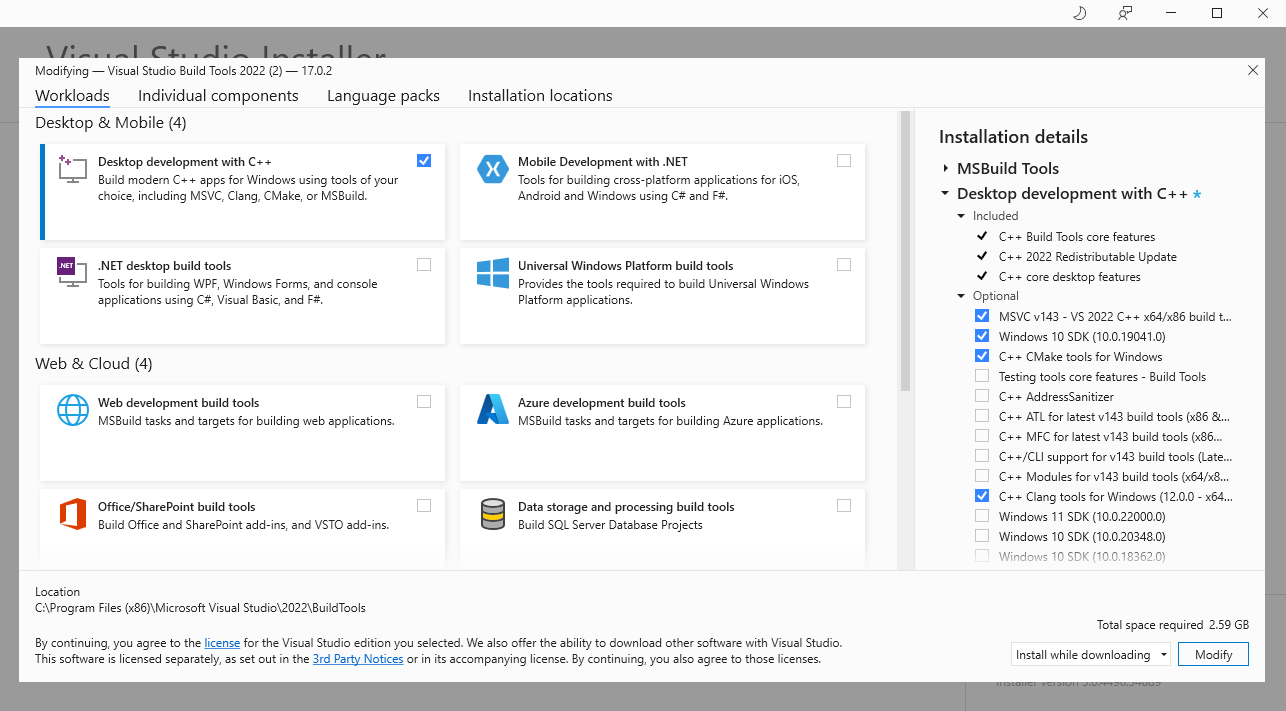 Visual Studio Installer
Modifying — Visual Studio Build Tools 2022 (2) — 17.0.2
Workloads Individual components Language packs Installation locations
Desktop & Mobile (4)
Desktop development with C++
Build modern C++ apps for Windows using tools of your
choice, including MSVC, Clang, CMake, or MSBuild.
Mobile Development with .NET
Tools for building cross-platform applications for iOS,
Android and Windows using C# and F#.
.NET
.NET desktop build tools
Tools for building WPF, Windows Forms, and console
applications using C#, Visual Basic, and F#.
Universal Windows Platform build tools
Provides the tools required to build Universal Windows
Platform applications.
Web & Cloud (4)
Web development build tools
MSBuild tasks and targets for building web applications.
Azure development build tools
MSBuild tasks and targets for building Azure applications.
Office/SharePoint build tools
Build Office and SharePoint add-ins, and VSTO add-ins.
Data storage and processing build tools
Build SQL Server Database Projects
Installation details
MSBuild Tools
Desktop development with C++ *
Included
C++ Build Tools core features
C++ 2022 Redistributable Update
C++ core desktop features
Optional
MSVC v143 - VS 2022 C++ x64/x86 build t...
Windows 10 SDK (10.0.19041.0)
C++ CMake tools for Windows
Testing tools core features - Build Tools
C++ AddressSanitizer
C++ ATL for latest v143 build tools (x86 &...
C++ MFC for latest v143 build tools (x86...
C++/CLI support for v143 build tools (Late...
C++ Modules for v143 build tools (x64/x8...
C++ Clang tools for Windows (12.0.0 - x64...
Windows 11 SDK (10.0.22000.0)
Windows 10 SDK (10.0.20348.0)
Windows 10 SDK (10.0.18362.0)
Location
C:\Program Files (x86)\Microsoft Visual Studio\2022\BuildTools
By continuing, you agree to the license for the Visual Studio edition you selected. We also offer the ability to download other software with Visual Studio.
This software is licensed separately, as set out in the 3rd Party Notices or in its accompanying license. By continuing, you also agree to those licenses.
Total space required 2.59 GB
Install while downloading
Modify